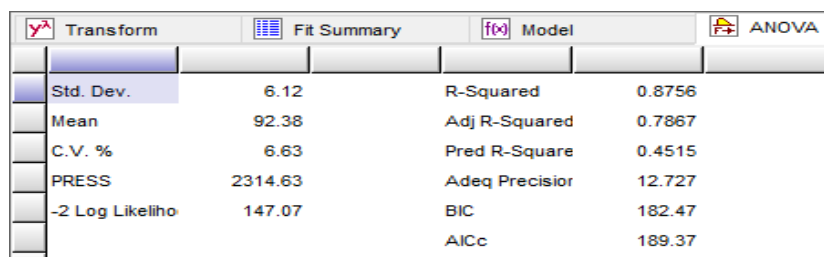 Transform Fit Summary f(x) Model ANOVA
Std. Dev. 6.12 R-Squared 0.8756
Mean 92.38 Adj R-Squared 0.7867
C.V. % 6.63 Pred R-Square 0.4515
PRESS 2314.63 Adeq Precisior 12.727
-2 Log Likeliho 147.07 BIC 182.47
AICc 189.37